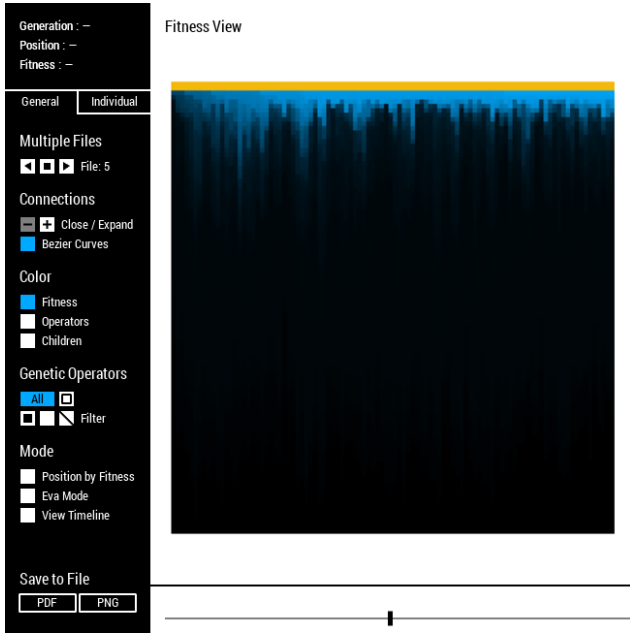 Generation : –
Position : –
Fitness : –
General Individual
Multiple Files
File: 5
Connections
Close / Expand
Bezier Curves
Color
Fitness
Operators
Children
Genetic Operators
All
Filter
Mode
Position by Fitness
Eva Mode
View Timeline
Save to File
PDF PNG
Fitness View